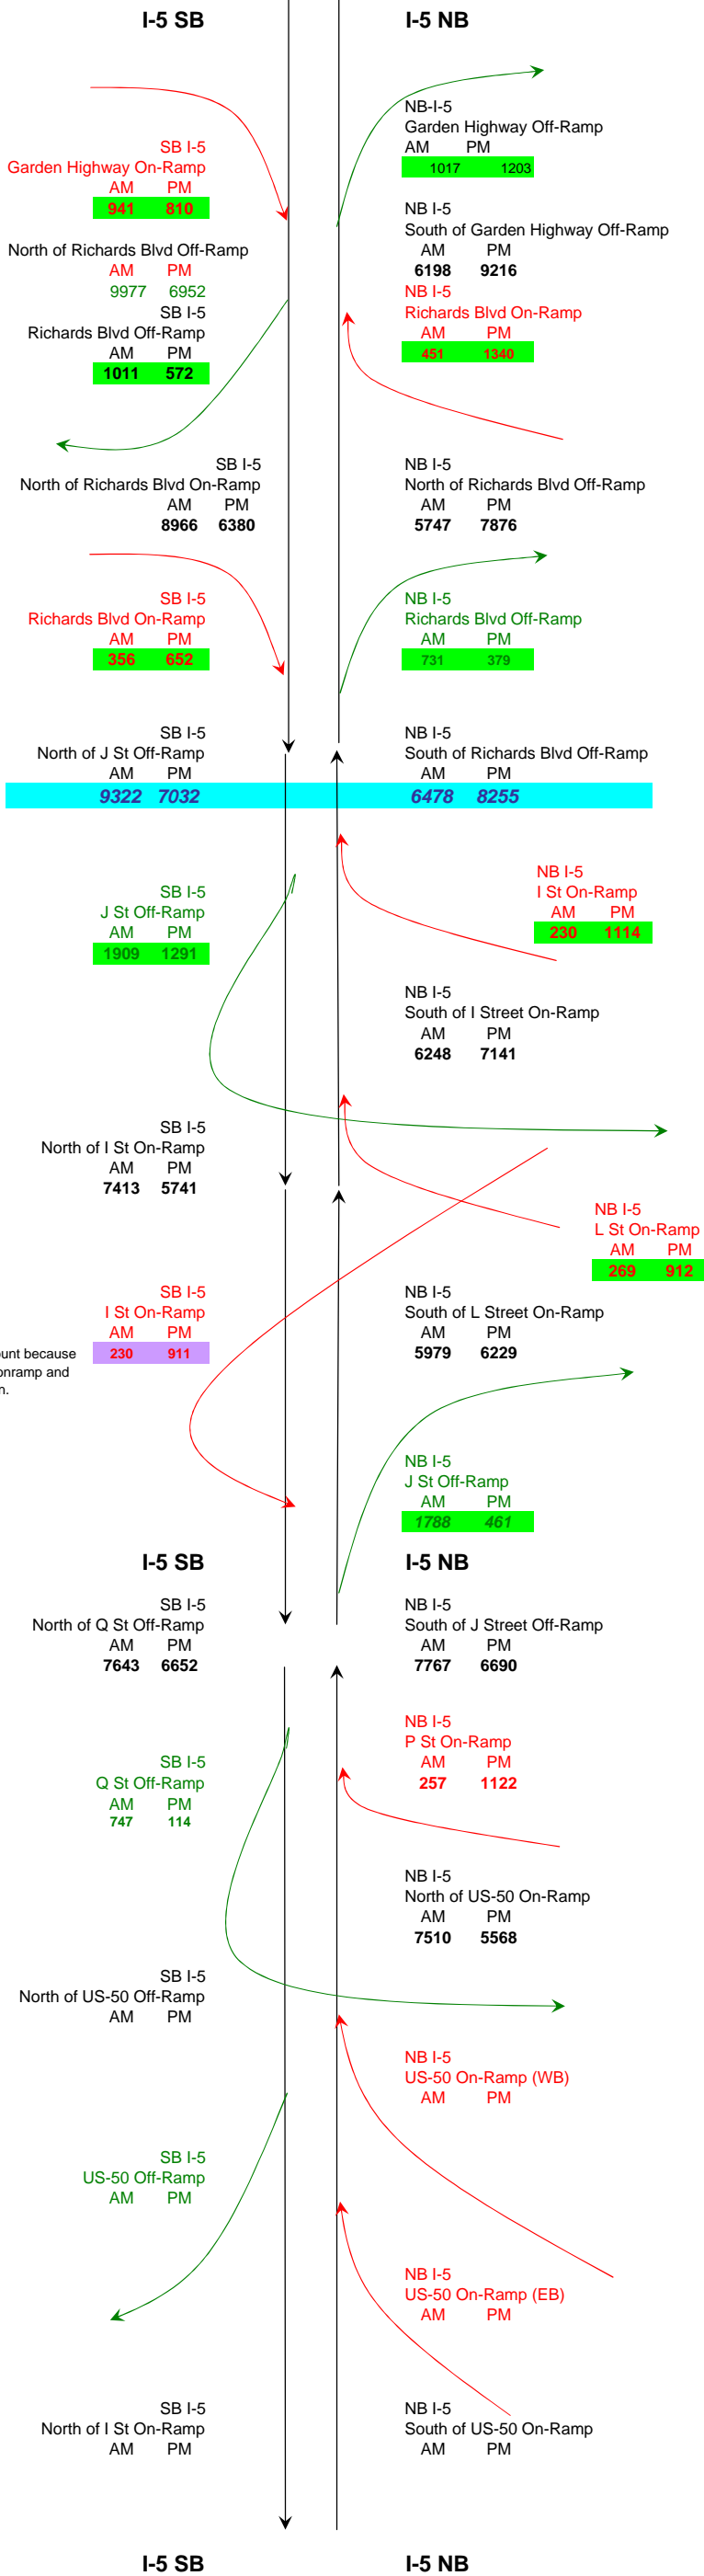 I-5 SB I-5 NB
NB-I-5
Garden Highway Off-Ramp
AM PM
1017 1203
SB I-5
Garden Highway On-Ramp
AM PM
941 810
NB I-5
South of Garden Highway Off-Ramp
AM PM
6198 9216
North of Richards Blvd Off-Ramp
AM PM
9977 6952
NB I-5
Richards Blvd On-Ramp
AM PM
451 1340
SB I-5
Richards Blvd Off-Ramp
AM PM
1011 572
SB I-5
North of Richards Blvd On-Ramp
AM PM
8966 6380
NB I-5
North of Richards Blvd Off-Ramp
AM PM
5747 7876
SB I-5
Richards Blvd On-Ramp
AM PM
356 652
NB I-5
Richards Blvd Off-Ramp
AM PM
731 379
SB I-5
North of J St Off-Ramp
AM PM
9322 7032
NB I-5
South of Richards Blvd Off-Ramp
AM PM
6478 8255
NB I-5
I St On-Ramp
AM PM
230 1114
SB I-5
J St Off-Ramp
AM PM
1909 1291
NB I-5
South of I Street On-Ramp
AM PM
6248 7141
SB I-5
North of I St On-Ramp
AM PM
7413 5741
NB I-5
L St On-Ramp
AM PM
269 912
SB I-5
I St On-Ramp
AM PM
230 911
ount because
onramp and
n.
NB I-5
South of L Street On-Ramp
AM PM
5979 6229
NB I-5
J St Off-Ramp
AM PM
1788 461
I-5 SB I-5 NB
SB I-5
North of Q St Off-Ramp
AM PM
7643 6652
NB I-5
South of J Street Off-Ramp
AM PM
7767 6690
NB I-5
P St On-Ramp
AM PM
257 1122
SB I-5
Q St Off-Ramp
AM PM
747 114
NB I-5
North of US-50 On-Ramp
AM PM
7510 5568
SB I-5
North of US-50 Off-Ramp
AM PM
NB I-5
US-50 On-Ramp (WB)
AM PM
SB I-5
US-50 Off-Ramp
AM PM
NB I-5
US-50 On-Ramp (EB)
AM PM
SB I-5
North of I St On-Ramp
AM PM
NB I-5
South of US-50 On-Ramp
AM PM
I-5 SB I-5 NB